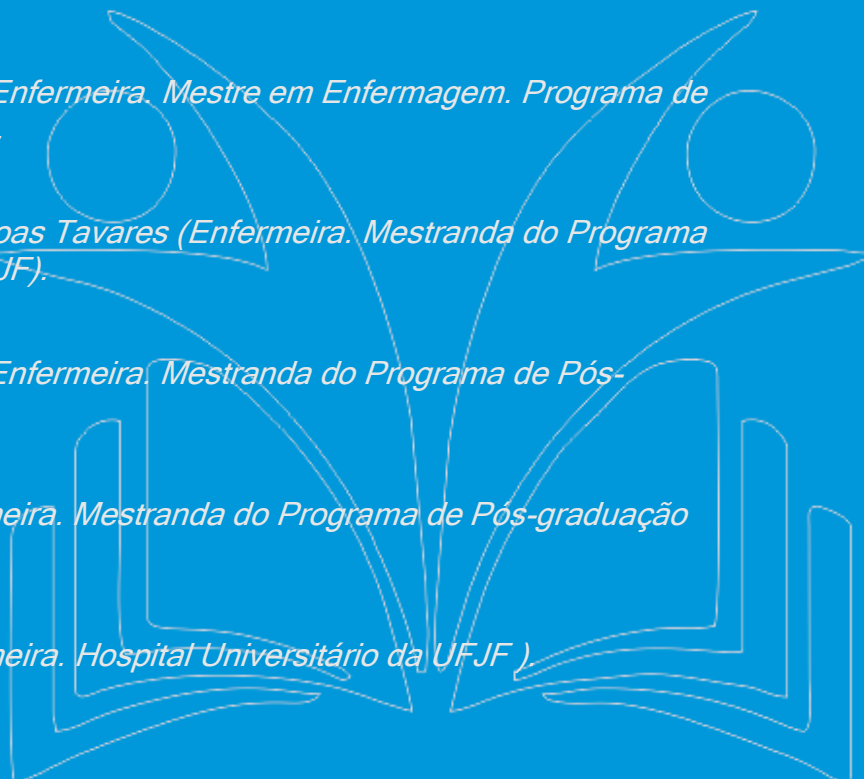 Enfermeira. Mestre em Enfermagem. Programa de
oas Tavares (Enfermeira. Mestranda do Programa
JF).
Enfermeira. Mestranda do Programa de Pós-
eira. Mestranda do Programa de Pós-graduação
eira. Hospital Universitário da UFJF ).